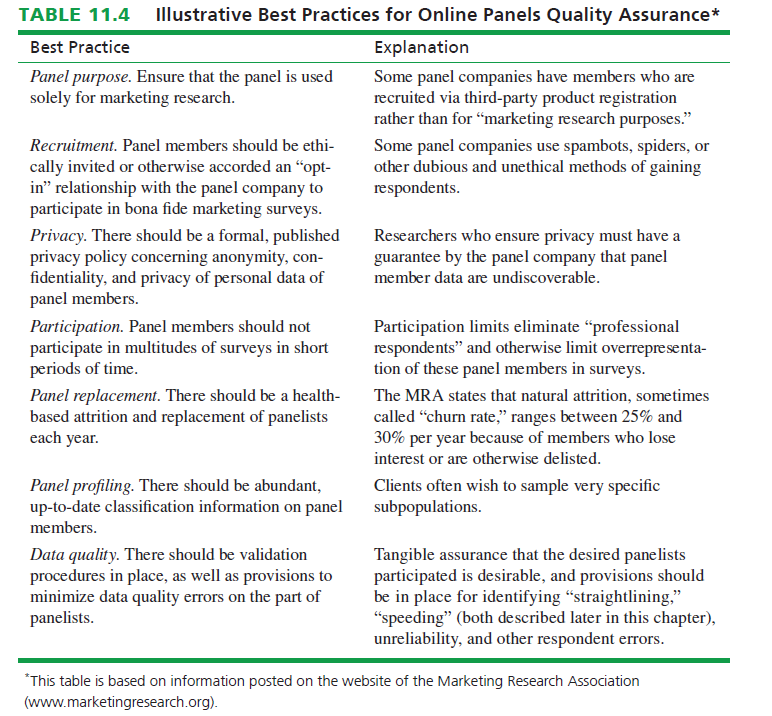 TABLE 11.4 Illustrative Best Practices for Online Panels Quality Assurance*
Best Practice Explanation
Panel purpose. Ensure that the panel is used
solely for marketing research.
Some panel companies have members who are
recruited via third-party product registration
rather than for “marketing research purposes.”
Recruitment. Panel members should be ethi-
cally invited or otherwise accorded an “opt-
in” relationship with the panel company to
participate in bona fide marketing surveys.
Some panel companies use spambots, spiders, or
other dubious and unethical methods of gaining
respondents.
Privacy. There should be a formal, published
privacy policy concerning anonymity, con-
fidentiality, and privacy of personal data of
panel members.
Researchers who ensure privacy must have a
guarantee by the panel company that panel
member data are undiscoverable.
Participation. Panel members should not
participate in multitudes of surveys in short
periods of time.
Participation limits eliminate “professional
respondents” and otherwise limit overrepresenta-
tion of these panel members in surveys.
Panel replacement. There should be a health-
based attrition and replacement of panelists
each year.
The MRA states that natural attrition, sometimes
called “churn rate,” ranges between 25% and
30% per year because of members who lose
interest or are otherwise delisted.
Panel profiling. There should be abundant,
up-to-date classification information on panel
members.
Clients often wish to sample very specific
subpopulations.
Data quality. There should be validation
procedures in place, as well as provisions to
minimize data quality errors on the part of
panelists.
Tangible assurance that the desired panelists
participated is desirable, and provisions should
be in place for identifying “straightlining,”
“speeding” (both described later in this chapter),
unreliability, and other respondent errors.
*This table is based on information posted on the website of the Marketing Research Association
(www.marketingresearch.org).